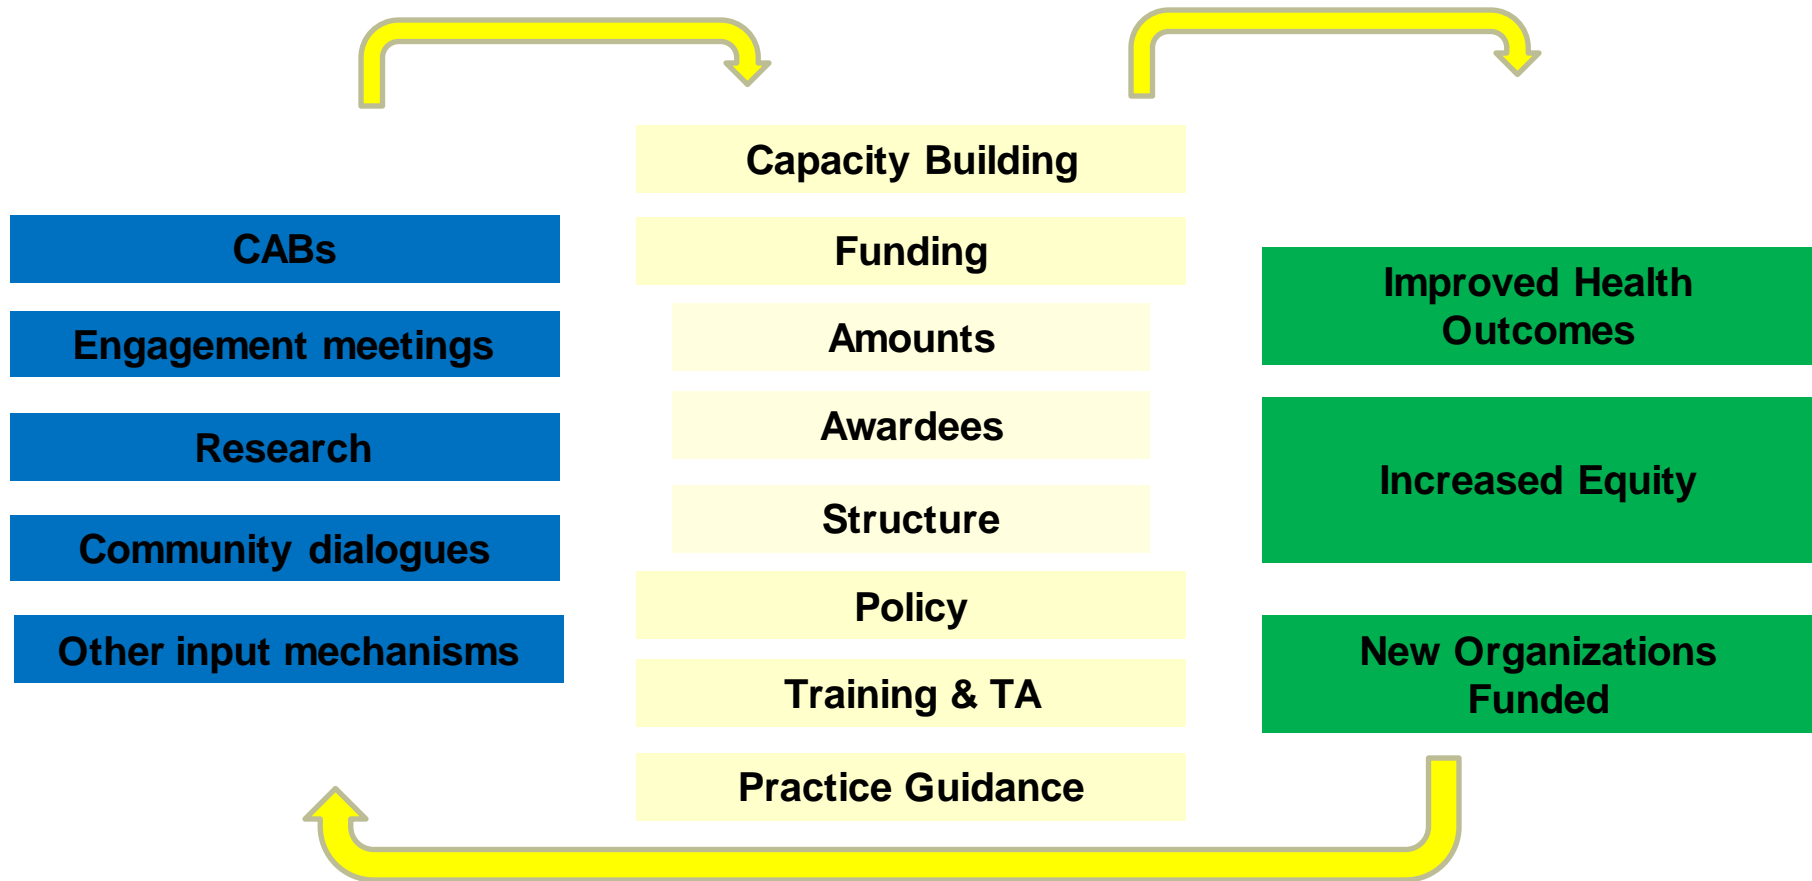 CABs
Engagement meetings
Research
Community dialogues
Other input mechanisms
Capacity Building
Funding
Amounts
Awardees
Structure
Policy
Training & TA
Practice Guidance
Improved Health
Outcomes
Increased Equity
New Organizations
Funded